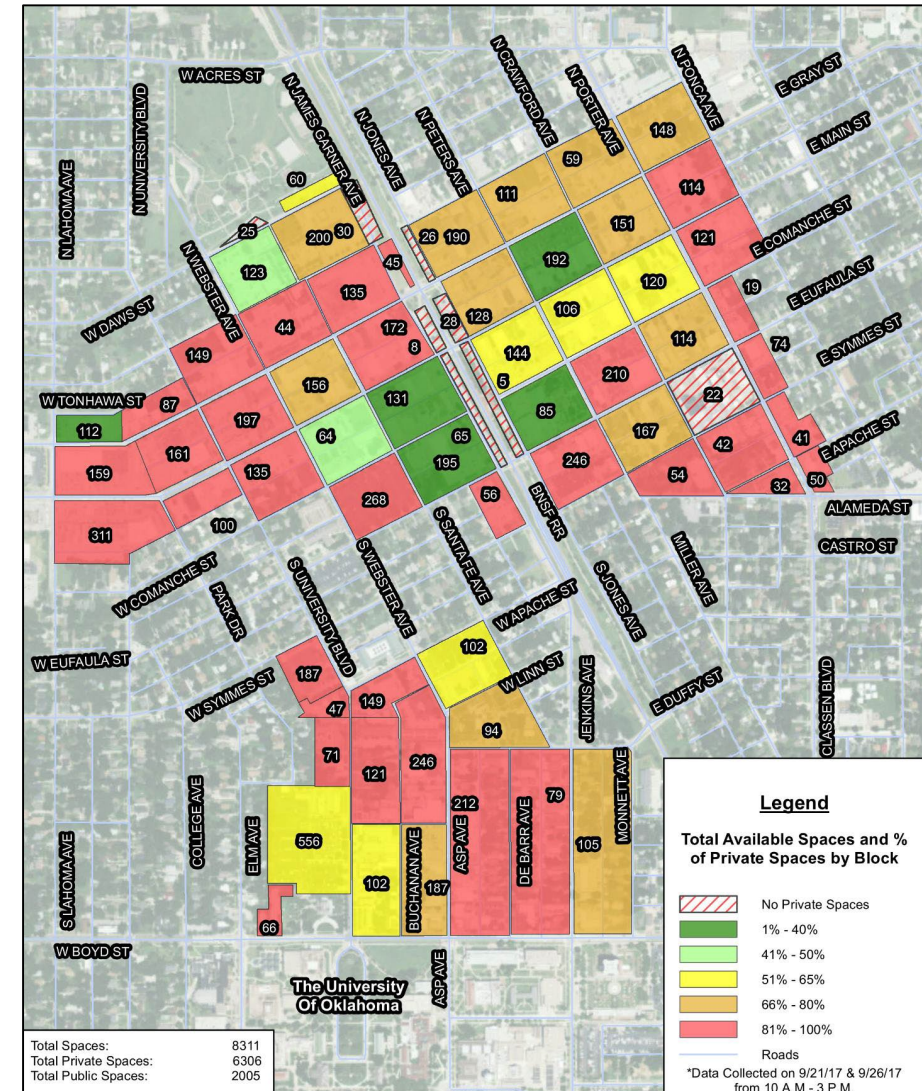 W ACRES ST
N JAMES GARNER AVE
N JONES AVE
N PETERS AVE
N CRAWFORD AVE
N PORTER AVE
N PONCA AVE
E GRAY ST
E MAIN ST
N LAHOMA AVE
N UNIVERSITY BLVD
148
59
111
114
60
25
200
30
26
190
151
121
E COMANCHE ST
N WEBSTER AVE
123
45
192
120
19
E EUFAULA ST
135
106
W DAWS ST
44
172
28
128
149
8
144
114
74
E SYMMES ST
156
5
210
22
W TONHAWA ST
87
131
112
197
64
65
85
167
42
41
E APACHE ST
159
161
135
195
246
54
32
50
ALAMEDA ST
311
100
268
56
BNSF RR
CASTRO ST
W COMANCHE ST
PARK DR
S UNIVERSITY BLVD
S WEBSTER AVE
S SANTA FE AVE
S JONES AVE
MILLER AVE
W APACHE ST
W EUFAULA ST
W SYMMES ST
187
102
W LINN ST
JENKINS AVE
E DUFFY ST
CLASSEN BLVD
47
149
94
71
121
246
COLLEGE AVE
ELM AVE
212
ASP AVE
DE BARR AVE
79
105
MONNETT AVE
556
102
BUCHANAN AVE
187
S LAHOMA AVE
66
W BOYD ST
ASP AVE
The University
Of Oklahoma
Legend
Total Available Spaces and %
of Private Spaces by Block
No Private Spaces
1% - 40%
41% - 50%
51% - 65%
66% - 80%
81% - 100%
Roads
*Data Collected on 9/21/17 & 9/26/17
from 10 A.M - 3 P.M
Total Spaces: 8311
Total Private Spaces: 6306
Total Public Spaces: 2005